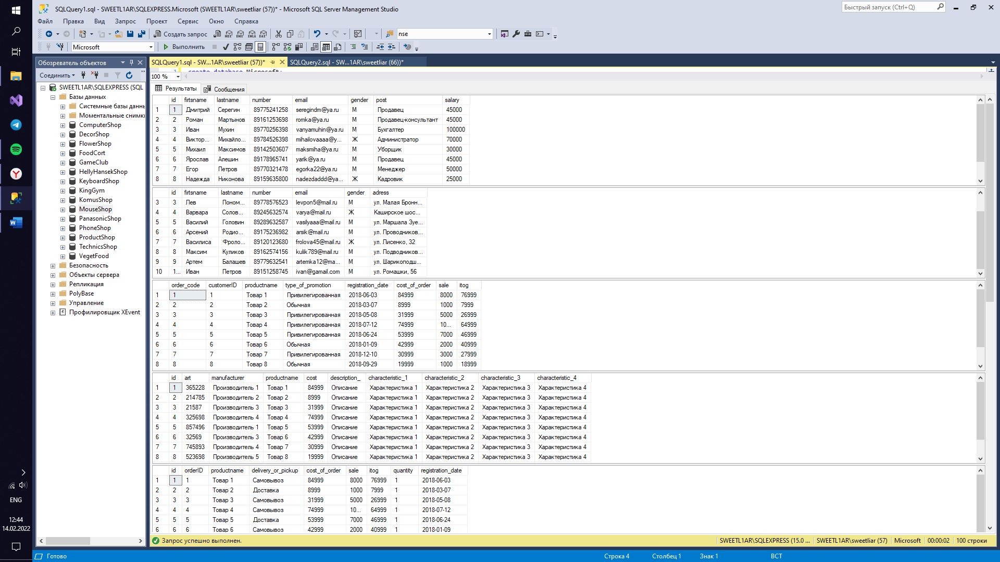 SQLQuery1.sql - SWEETL1AR\SQLEXPRESS.Microsoft (SWEETL1AR\sweetliar (57))* - Microsoft SQL Server Management Studio
Быстрый запуск (Ctrl+Q)
Файл Правка Вид Запрос Проект Сервис Окно Справка
Создать запрос MDX DMX XMLA DAX nse
Microsoft Выполнить
Обозреватель объектов
SQLQuery1.sql - SW...1AR\sweetliar (57))*
SQLQuery2.sql - SW...1AR\sweetliar (66))*
1 create database Microsoft;
100 %
Соединить
SWEETL1AR\SQLEXPRESS (SQL
Базы данных
Системные базы данн
Моментальные снимки
ComputerShop
DecorShop
FlowerShop
FoodCort
GameClub
HellyHansekShop
KeyboardShop
KingGym
KomusShop
MouseShop
PanasonicShop
PhoneShop
ProductShop
TechnicsShop
VegetFood
Безопасность
Объекты сервера
Репликация
PolyBase
Управление
Профилировщик XEvent
Результаты Сообщения
id firtsname lastname number email gender post salary
1 1 Дмитрий Серегин 89775241258 seregindm@ya.ru М Продавец 45000
2 2 Роман Мартынов 89161253698 romka@ya.ru М Продавец-консультант 45000
3 3 Иван Мухин 89770256398 vanyamuhin@ya.ru М Бухгалтер 100000
4 4 Виктор... Михайло... 89784526398 mihailovaaaa@y... Ж Администратор 70000
5 5 Михаил Максимов 89142503607 maksmiha@ya.ru М Уборщик 30000
6 6 Ярослав Алешин 89178965741 yarik@ya.ru М Продавец 45000
7 7 Егор Петров 89770321478 egorka22@ya.ru М Менеджер 50000
8 8 Надежда Никонова 89159635800 nadezdaddd@ya... Ж Кадровик 25000
id firtsname lastname number email gender adress
3 3 Лев Поном... 89778576523 levpon5@mail.ru М ул. Малая Бронн...
4 4 Варвара Солов... 89245632574 varya@mail.ru Ж Каширское шос...
5 5 Василий Головин 89289632587 vasilyaaa@mail.ru М ул. Маршала Зуе...
6 6 Арсений Родио... 89175236982 arsik@mail.ru М ул. Проводников...
7 7 Василиса Фроло... 89120123680 frolova45@mail.ru Ж ул. Лисенко, 32
8 8 Максим Куликов 89162574156 kulik789@mail.ru М ул. Подводников...
9 9 Артем Балашев 89779632541 artemka12@ma... М ул. Шарикоподш...
10 1... Иван Петров 89151258745 ivan@gamail.com М ул. Ромашки, 56
order_code customerID productname type_of_promotion registration_date cost_of_order sale itog
1 1 1 Товар 1 Привилегированная 2018-06-03 84999 8000 76999
2 2 2 Товар 2 Обычная 2018-03-07 8999 1000 7999
3 3 3 Товар 3 Привилегированная 2018-05-08 31999 5000 26999
4 4 4 Товар 4 Привилегированная 2018-07-12 74999 10... 64999
5 5 5 Товар 5 Привилегированная 2018-06-24 53999 7000 46999
6 6 6 Товар 6 Обычная 2018-01-09 42999 2000 40999
7 7 7 Товар 7 Привилегированная 2018-12-10 30999 3000 27999
8 8 8 Товар 8 Обычная 2018-09-29 19999 1000 18999
id art manufacturer productname cost description_ characteristic_1 characteristic_2 characteristic_3 characteristic_4
1 1 365228 Производитель 1 Товар 1 84999 Описание Характеристика 1 Характеристика 2 Характеристика 3 Характеристика 4
2 2 214785 Производитель 2 Товар 2 8999 Описание Характеристика 1 Характеристика 2 Характеристика 3 Характеристика 4
3 3 21587 Производитель 3 Товар 3 31999 Описание Характеристика 1 Характеристика 2 Характеристика 3 Характеристика 4
4 4 325698 Производитель 4 Товар 4 74999 Описание Характеристика 1 Характеристика 2 Характеристика 3 Характеристика 4
5 5 857496 Производитель 1 Товар 5 53999 Описание Характеристика 1 Характеристика 2 Характеристика 3 Характеристика 4
6 6 32569 Производитель 3 Товар 6 42999 Описание Характеристика 1 Характеристика 2 Характеристика 3 Характеристика 4
7 7 745893 Производитель 4 Товар 7 30999 Описание Характеристика 1 Характеристика 2 Характеристика 3 Характеристика 4
8 8 523698 Производитель 5 Товар 8 19999 Описание Характеристика 1 Характеристика 2 Характеристика 3 Характеристика 4
id orderID productname delivery_or_pickup cost_of_order sale itog quantity registration_date
1 1 1 Товар 1 Самовывоз 84999 8000 76999 1 2018-06-03
2 2 2 Товар 2 Доставка 8999 1000 7999 1 2018-03-07
3 3 3 Товар 3 Самовывоз 31999 5000 26999 1 2018-05-08
4 4 4 Товар 4 Самовывоз 74999 10... 64999 1 2018-07-12
5 5 5 Товар 5 Доставка 53999 7000 46999 1 2018-06-24
6 6 6 Товар 6 Самовывоз 42999 2000 40999 1 2018-01-09
Запрос успешно выполнен.
SWEETL1AR\SQLEXPRESS (15.0 ... SWEETL1AR\sweetliar (57) Microsoft 00:00:02 100 строки
Готово Строка 4 Столбец 1 Знак 1 ВСТ
ENG
12:44
14.02.2022